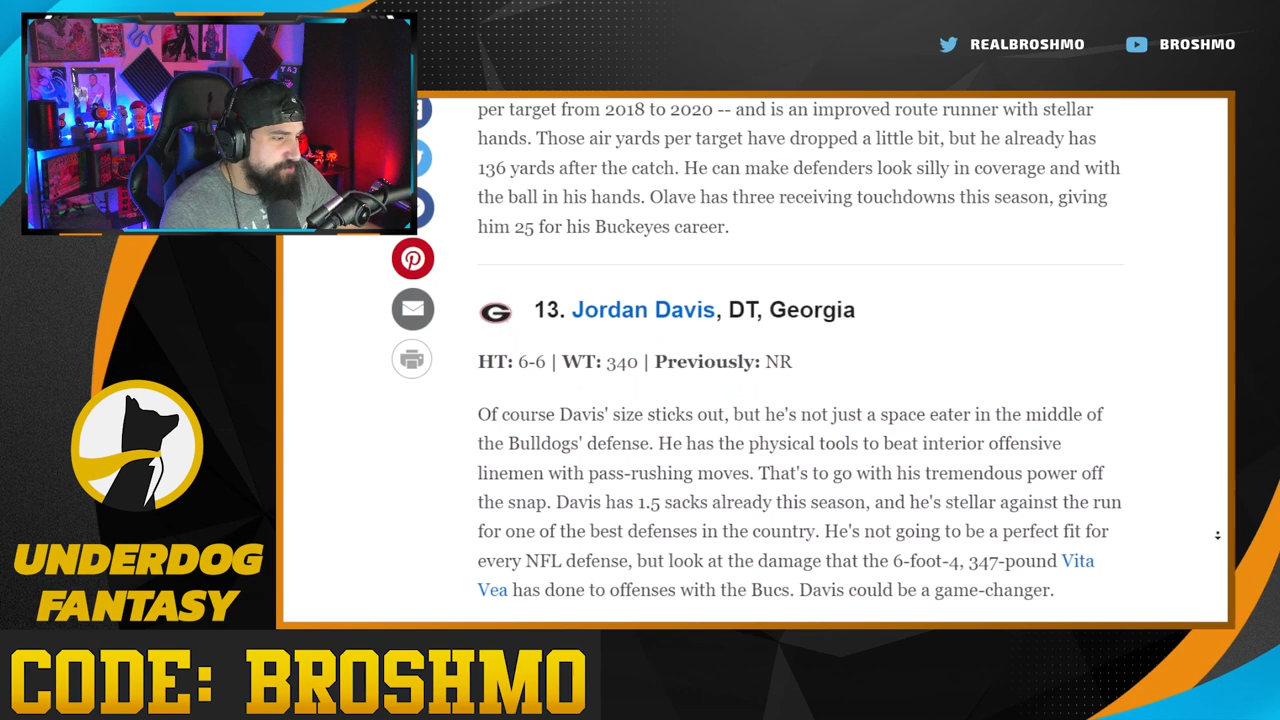 REALBROSHMO
BROSHMO
per target from 2018 to 2020 -- and is an improved route runner with stellar
hands. Those air yards per target have dropped a little bit, but he already has
136 yards after the catch. He can make defenders look silly in coverage and with
the ball in his hands. Olave has three receiving touchdowns this season, giving
him 25 for his Buckeyes career.
G 13. Jordan Davis, DT, Georgia
HT: 6-6 | WT: 340 | Previously: NR
Of course Davis' size sticks out, but he's not just a space eater in the middle of
the Bulldogs' defense. He has the physical tools to beat interior offensive
linemen with pass-rushing moves. That's to go with his tremendous power off
the snap. Davis has 1.5 sacks already this season, and he's stellar against the run
for one of the best defenses in the country. He's not going to be a perfect fit for
every NFL defense, but look at the damage that the 6-foot-4, 347-pound Vita
Vea has done to offenses with the Bucs. Davis could be a game-changer.
UNDERDOG
FANTASY
CODE: BROSHMO